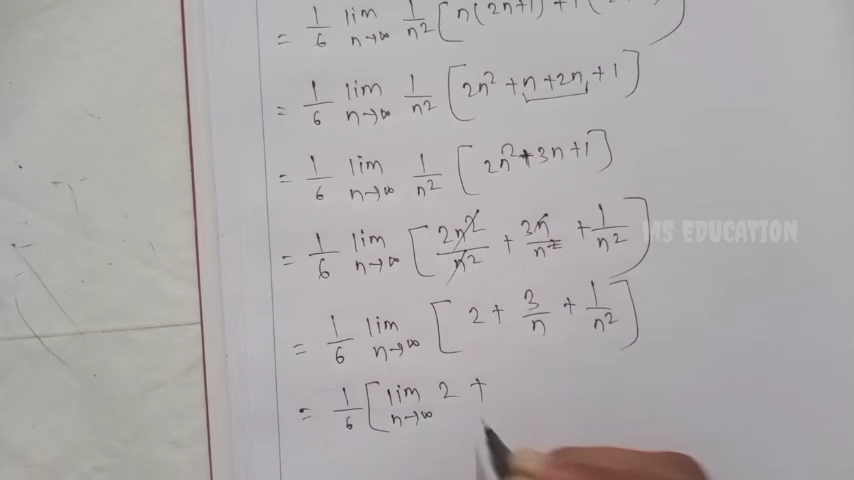 = 1/6 lim n→∞ 1/n² [n(2n+1)+1(2
= 1/6 lim n→∞ 1/n² [2n² + n + 2n + 1]
= 1/6 lim n→∞ 1/n² [2n² + 3n + 1]
= 1/6 lim n→∞ [2n²/n² + 3n/n² + 1/n²]
MS EDUCATION
= 1/6 lim n→∞ [2 + 3/n + 1/n²]
= 1/6 [lim n→∞ 2 +